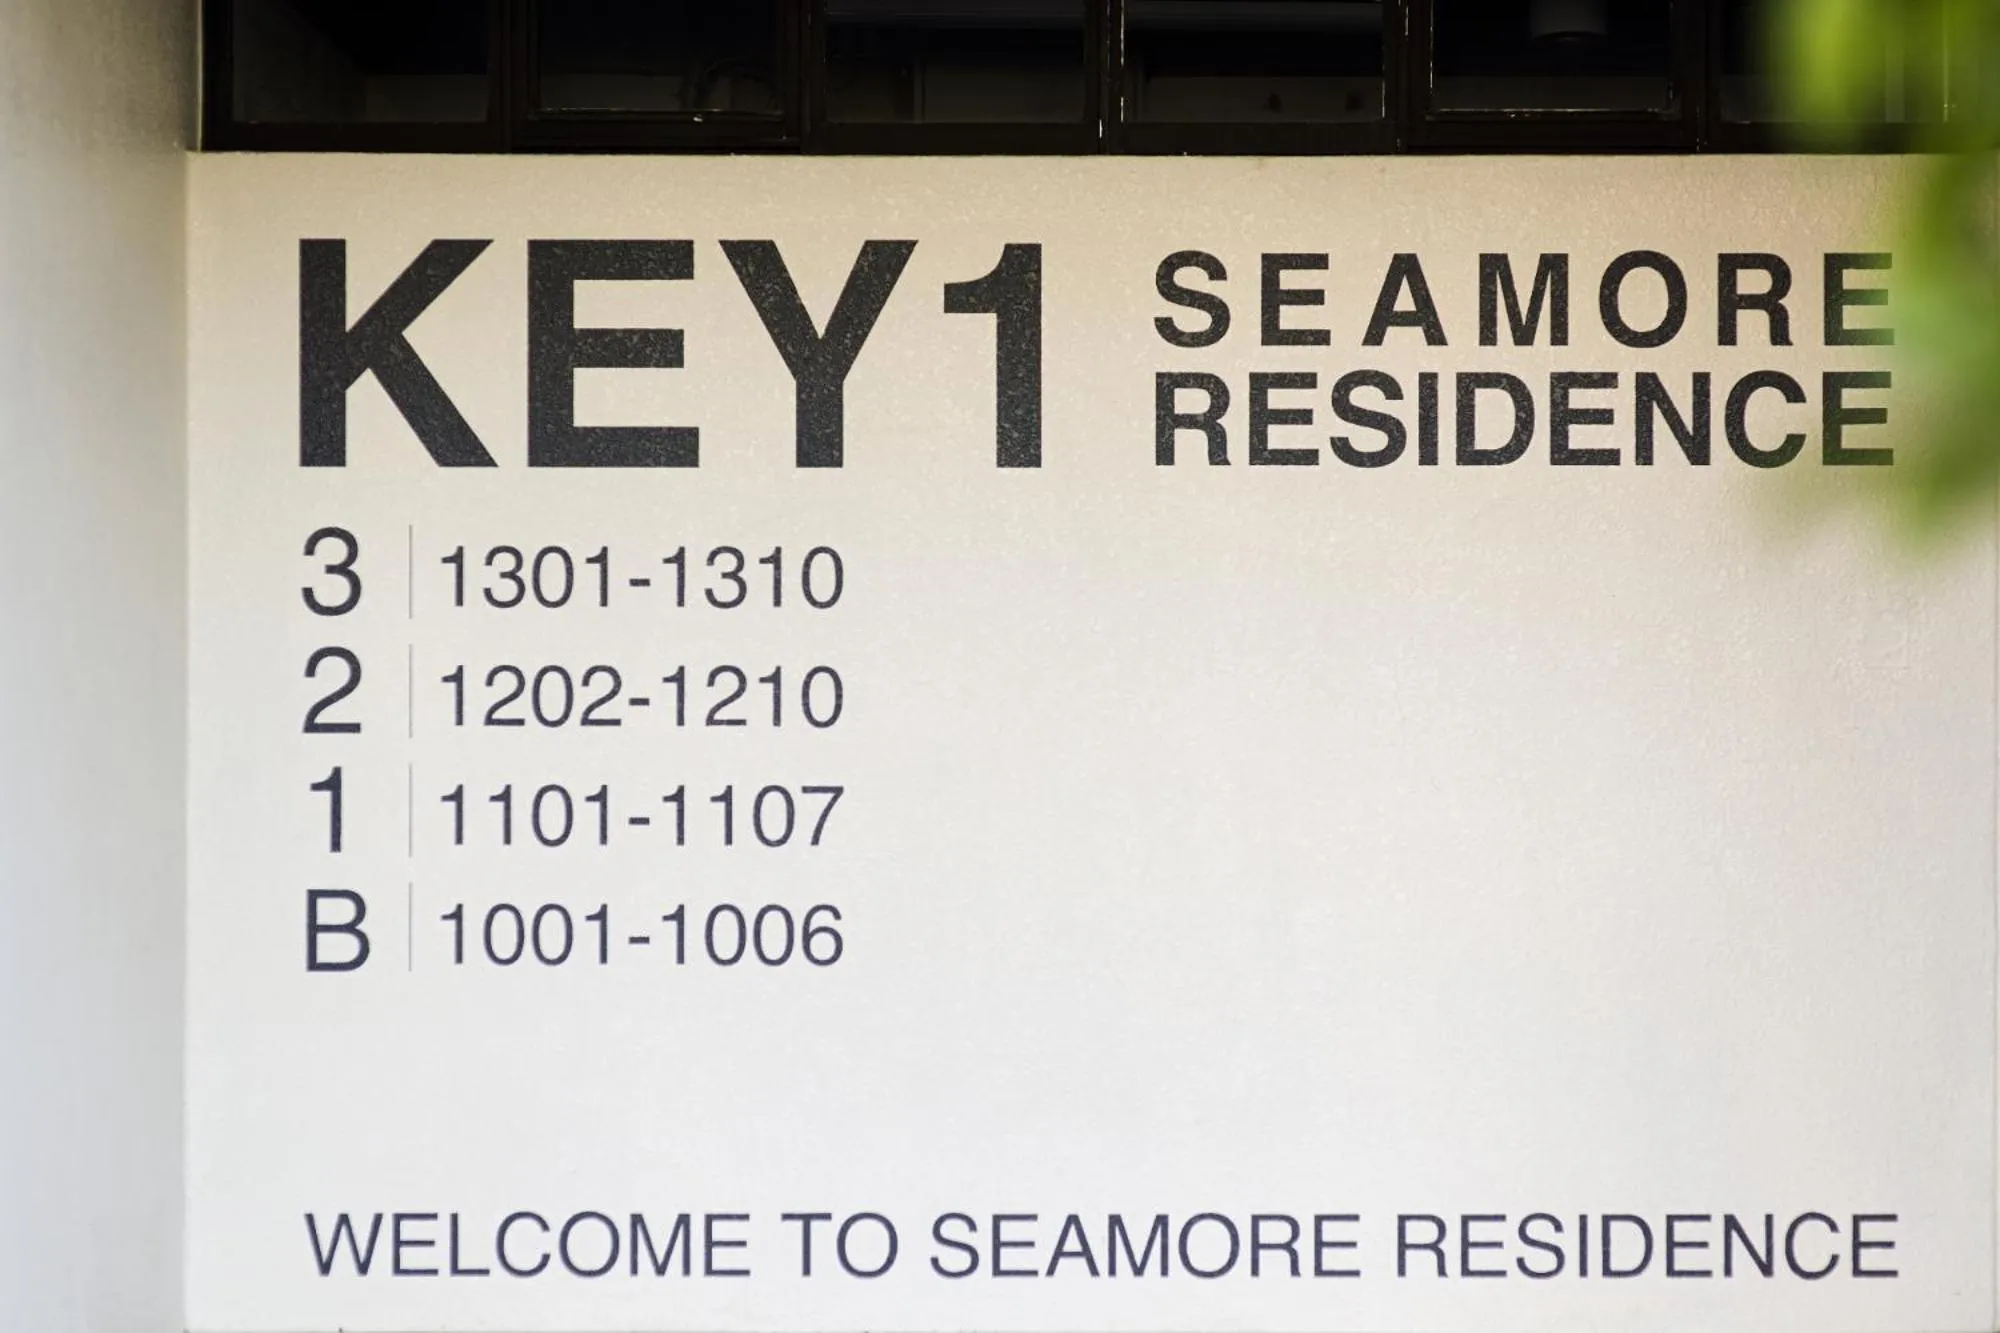 KEY1 SEAMORE RESIDENCE
3 1301-1310
2 1202-1210
1 1101-1107
B 1001-1006
WELCOME TO SEAMORE RESIDENCE